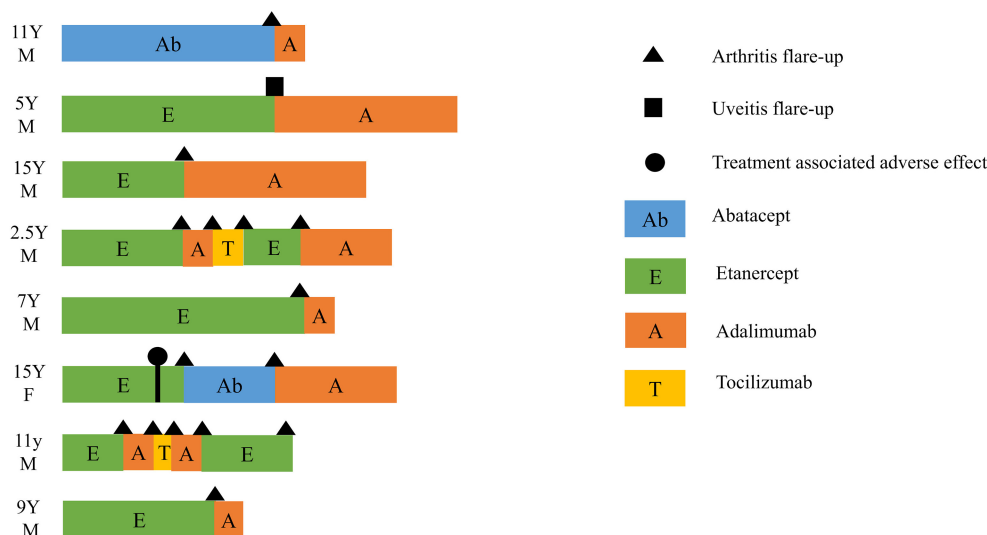 11Y
M
Ab
A
5Y
M
E
A
15Y
M
E
A
2.5Y
M
E
A
T
E
A
7Y
M
E
A
15Y
F
E
Ab
A
11y
M
E
A
T
A
E
9Y
M
E
A
Arthritis flare-up
Uveitis flare-up
Treatment associated adverse effect
Ab
Abatacept
E
Etanercept
A
Adalimumab
T
Tocilizumab